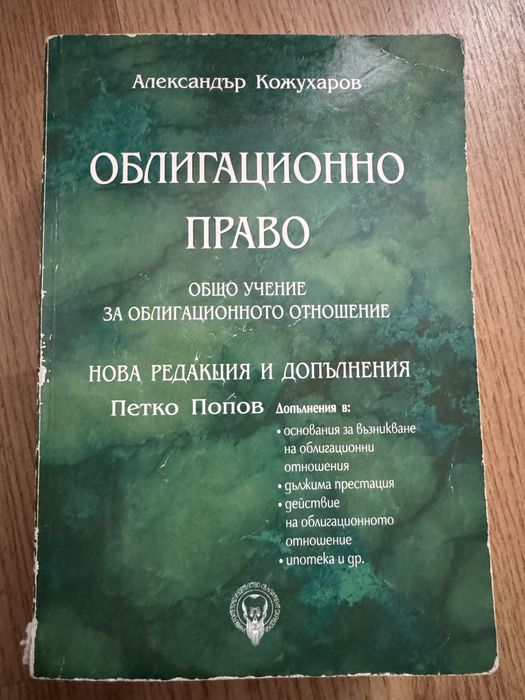 Александър Кожухаров
ОБЛИГАЦИОННО
ПРАВО
ОБЩО УЧЕНИЕ
ЗА ОБЛИГАЦИОННОТО ОТНОШЕНИЕ
НОВА РЕДАКЦИЯ И ДОПЪЛНЕНИЯ
Петко Попов Допълнения в:
• основания за възникване
на облигационни
отношения
• дължима престация
• действие
на облигационното
отношение
• ипотека и др.